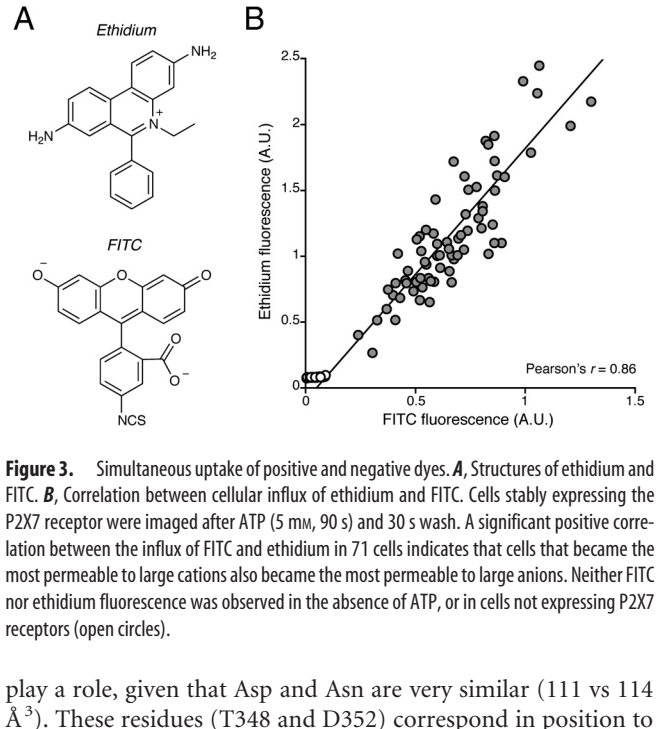 A
B
Ethidium
NH₂
H₂N
N
+
FITC
O
−
O
O
O
O
−
NCS
Ethidium fluorescence (A.U.)
2.5
2
1.5
1
0.5
0
Pearson's r = 0.86
0
0.5
1
1.5
FITC fluorescence (A.U.)
Figure 3. Simultaneous uptake of positive and negative dyes. A, Structures of ethidium and
FITC. B, Correlation between cellular influx of ethidium and FITC. Cells stably expressing the
P2X7 receptor were imaged after ATP (5 mM, 90 s) and 30 s wash. A significant positive corre-
lation between the influx of FITC and ethidium in 71 cells indicates that cells that became the
most permeable to large cations also became the most permeable to large anions. Neither FITC
nor ethidium fluorescence was observed in the absence of ATP, or in cells not expressing P2X7
receptors (open circles).
play a role, given that Asp and Asn are very similar (111 vs 114
Å³). These residues (T348 and D352) correspond in position to